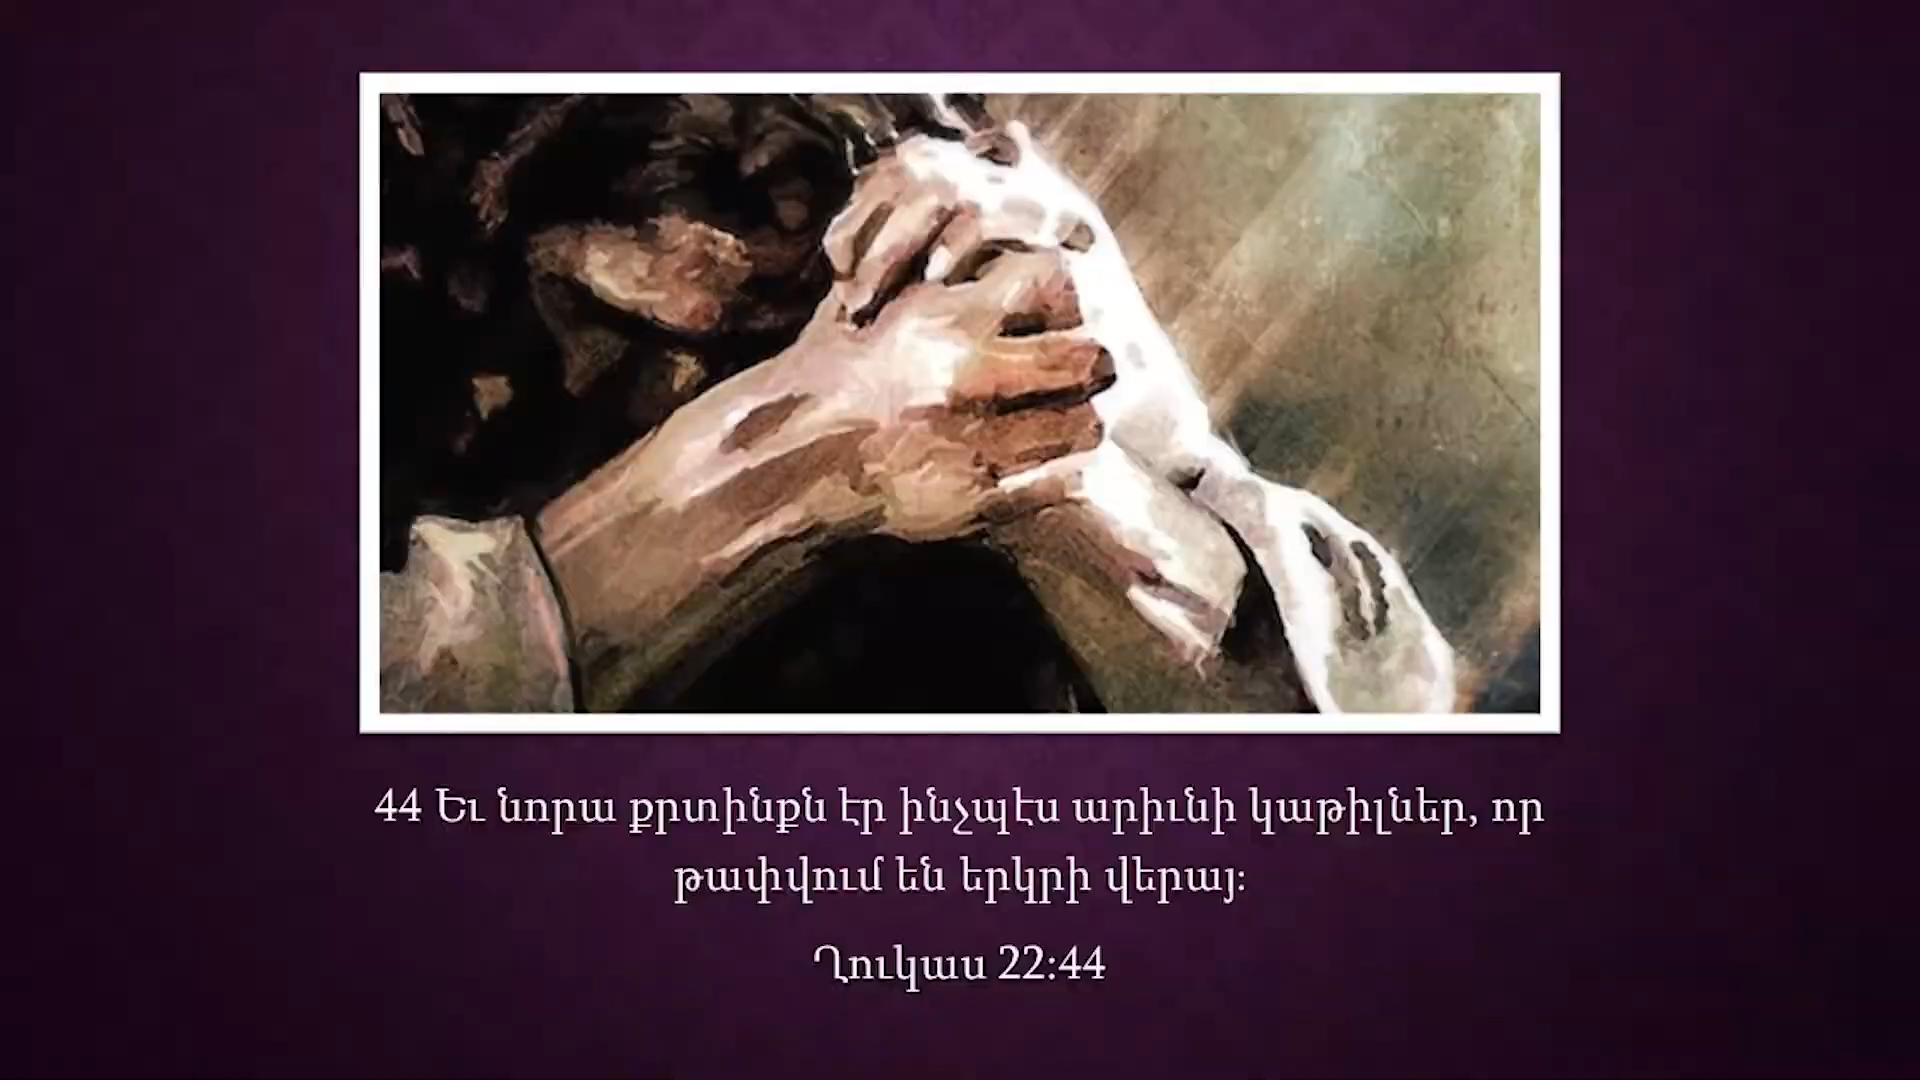 44 Եւ նորա քրտինքն էր ինչպէս արիւնի կաթիլներ, որ
թափվում են երկրի վերայ։
Ղուկաս 22:44